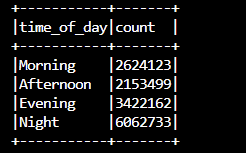 +-----------+-------+
|time_of_day|count  |
+-----------+-------+
|Morning    |2624123|
|Afternoon  |2153499|
|Evening    |3422162|
|Night      |6062733|
+-----------+-------+